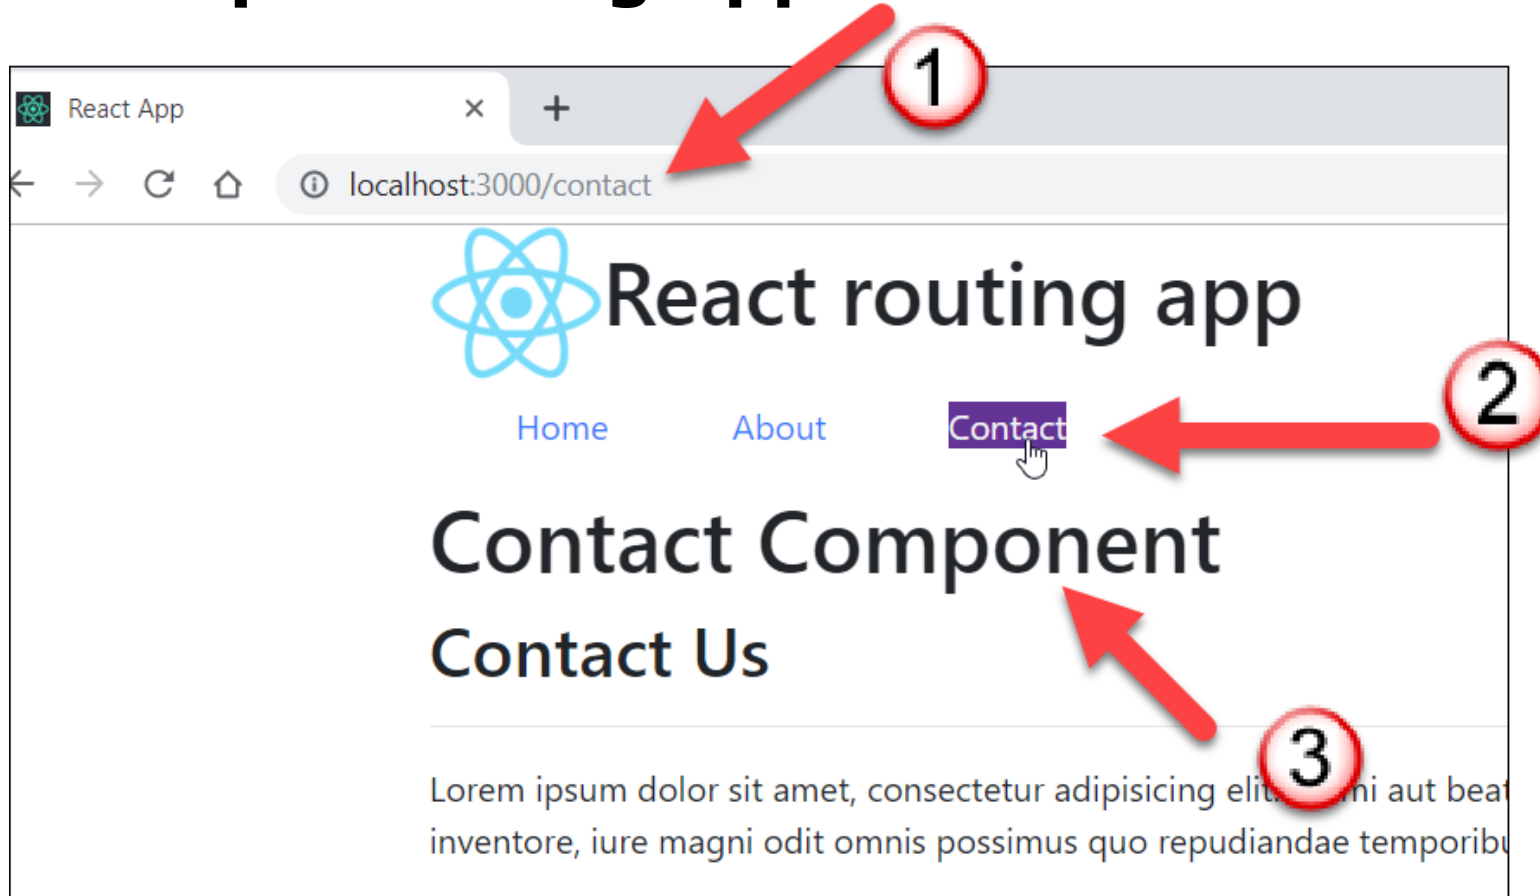 1
React App
localhost:3000/contact
React routing app
2
Home About Contact
Contact Component
Contact Us
3
Lorem ipsum dolor sit amet, consectetur adipisicing aut
inventore, iure magni odit omnis possimus quo repudiandae